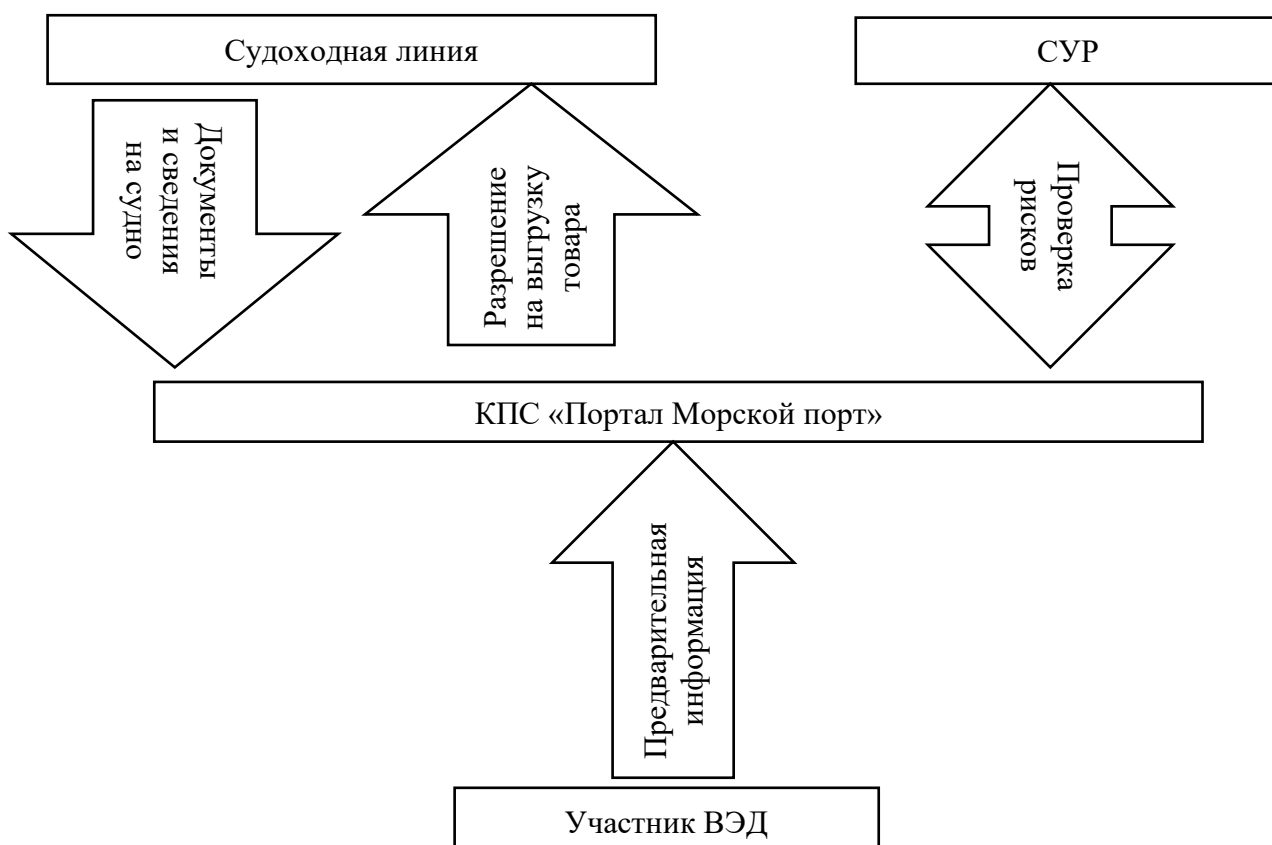 Судоходная линия
СУР
Документы
и сведения
на судно
Разрешение
на выгрузку
товара
Проверка
рисков
КПС «Портал Морской порт»
Предварительная
информация
Участник ВЭД